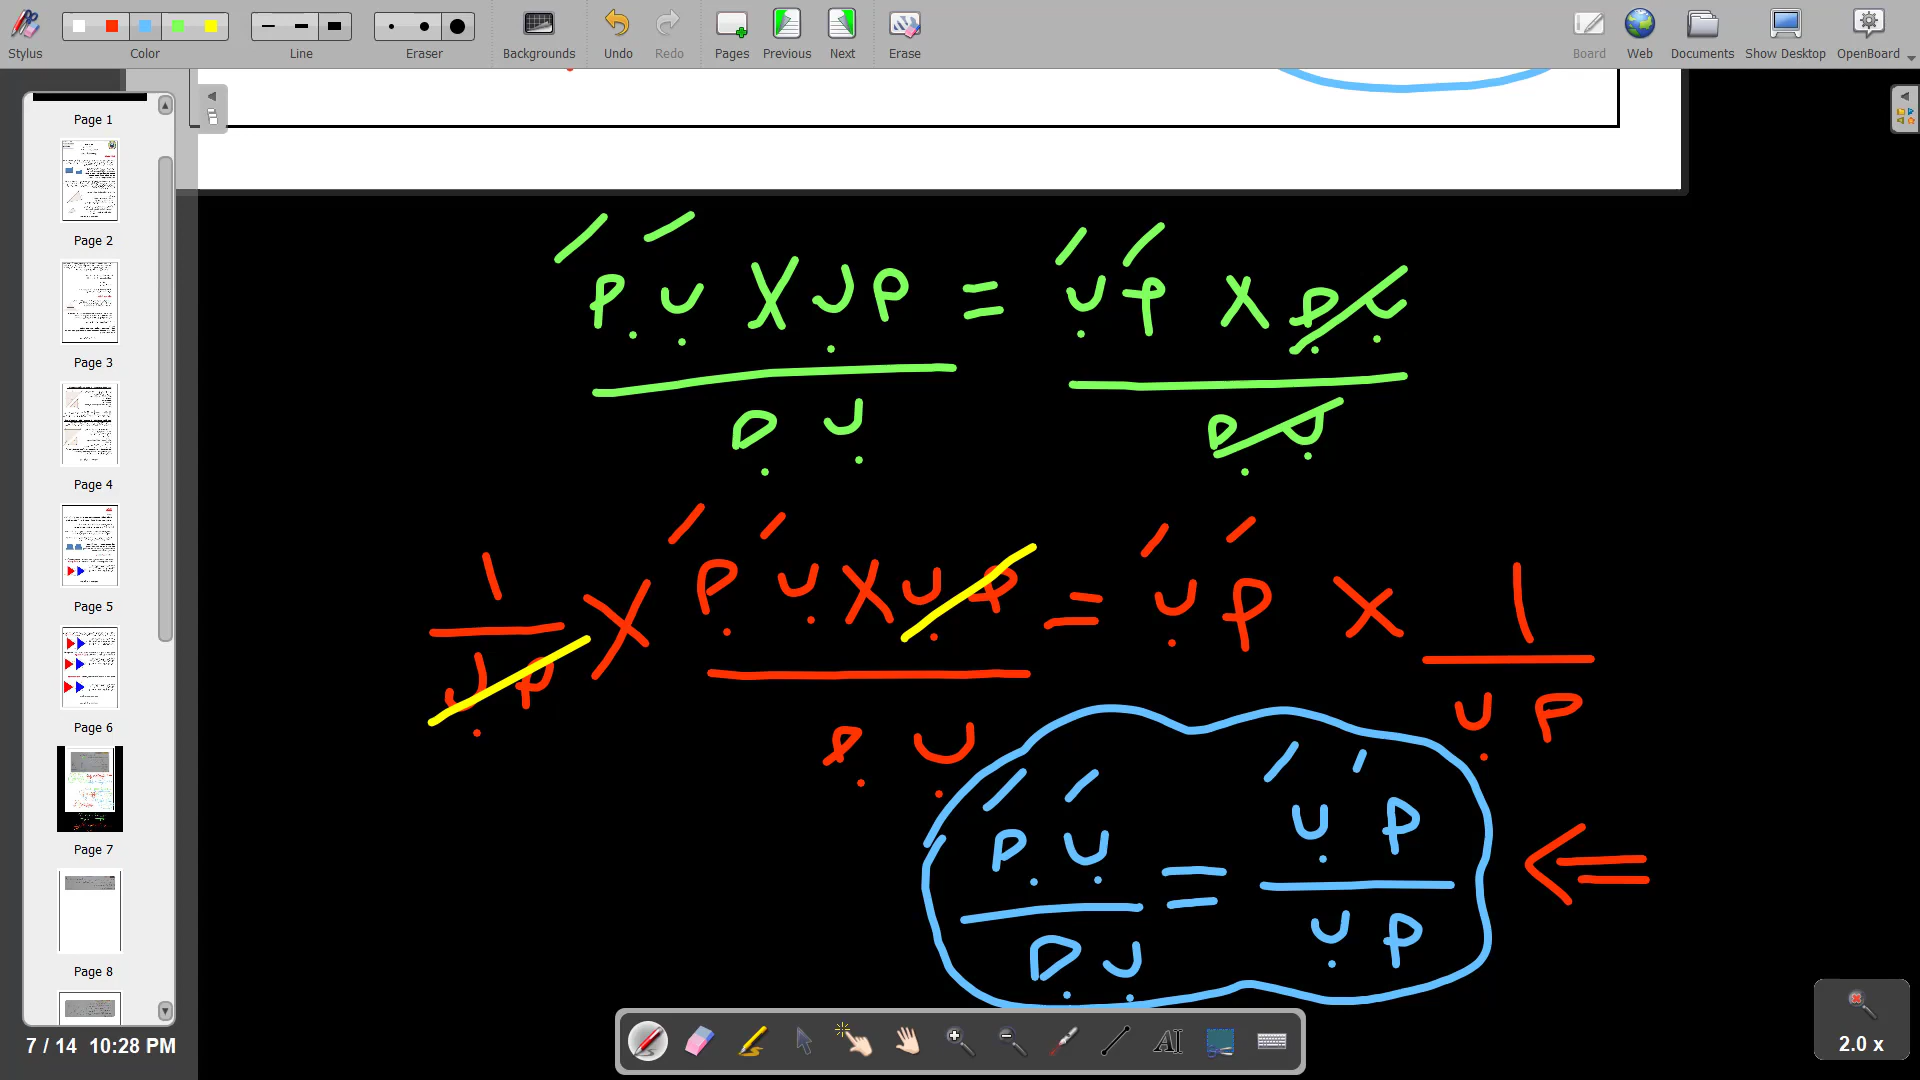 Stylus
Color
Line
Eraser
Backgrounds
Undo
Redo
Pages
Previous
Next
Erase
Board
Web
Documents
Show Desktop
OpenBoard
Page 1
Page 2
Page 3
Page 4
Page 5
Page 6
Page 7
Page 8
ب ج × أَ بَ = أ ب × بَ جَ
ب ج ب ج
1 × أَ بَ = أ ب × بَ جَ × 1
أ ب ب ج أ ب
أَ بَ = بَ جَ
أ ب ب ج
7 / 14 10:28 PM
2.0 x